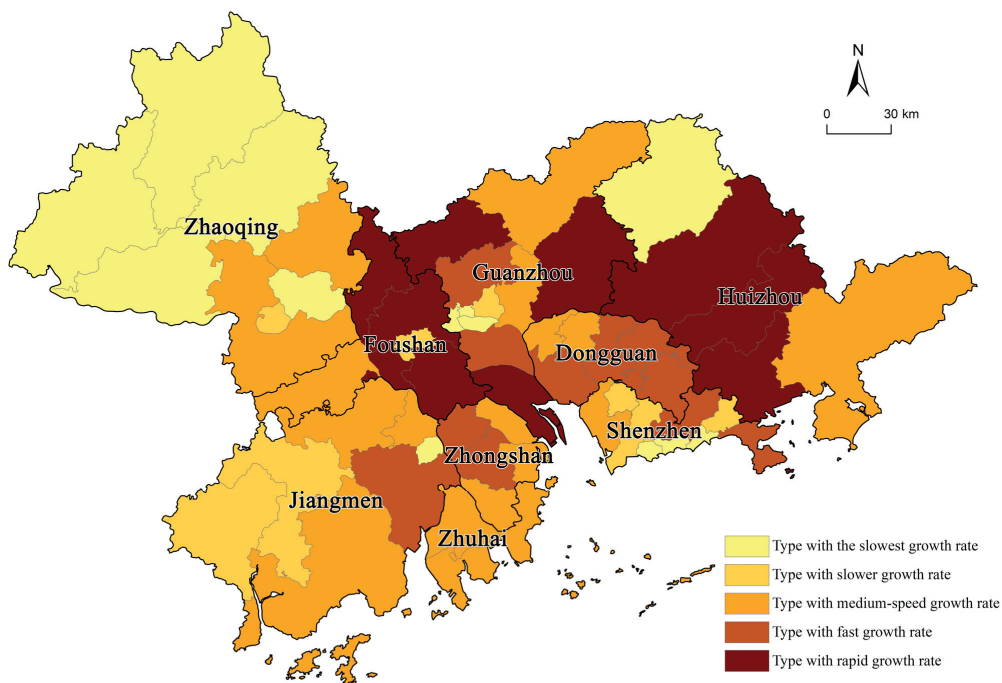 N
0 30 km
Zhaoqing
Guanzhou
Huizhou
Foushan
Dongguan
Shenzhen
Zhongshan
Jiangmen
Zhuhai
Type with the slowest growth rate
Type with slower growth rate
Type with medium-speed growth rate
Type with fast growth rate
Type with rapid growth rate